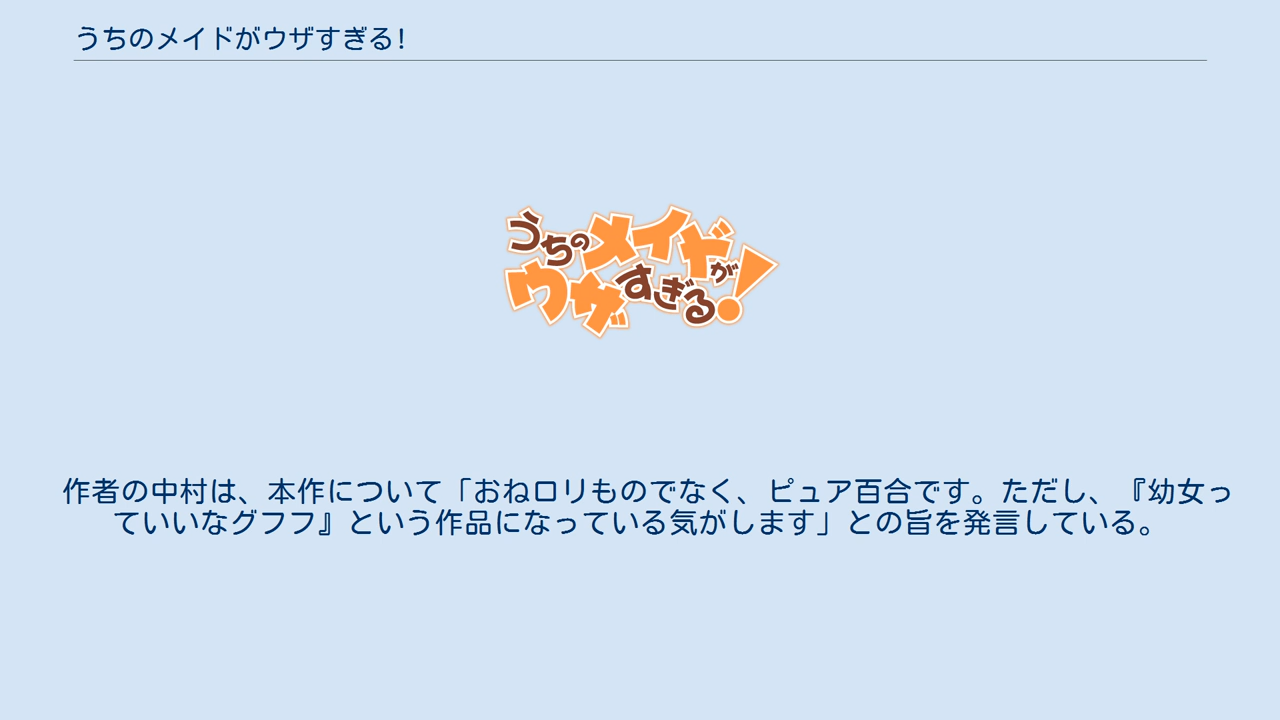 うちのメイドがウザすぎる!
うちのメイドが
ウザすぎる!
作者の中村は、本作について「おねロリものでなく、ピュア百合です。ただし、『幼女っ
ていいなグフフ』という作品になっている気がします」との旨を発言している。